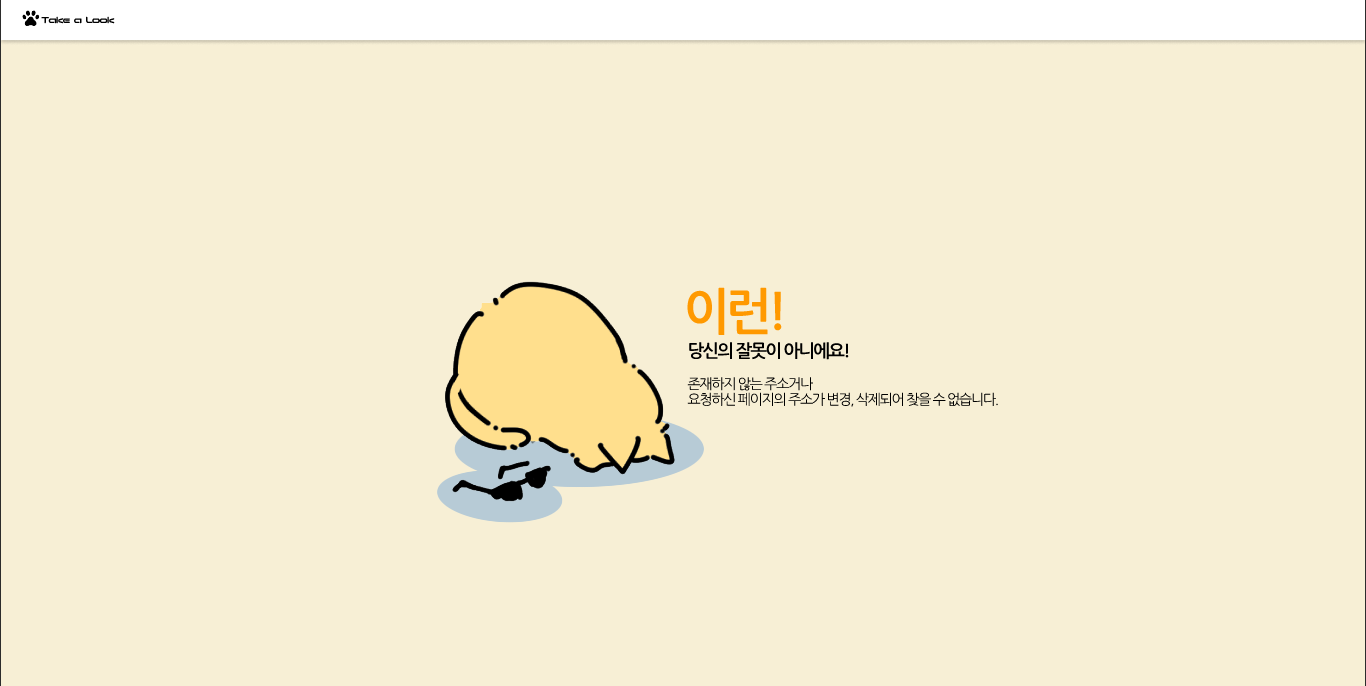 Take a Look
이런!
당신의 잘못이 아니에요!
존재하지 않는 주소거나
요청하신 페이지의 주소가 변경, 삭제되어 찾을 수 없습니다.